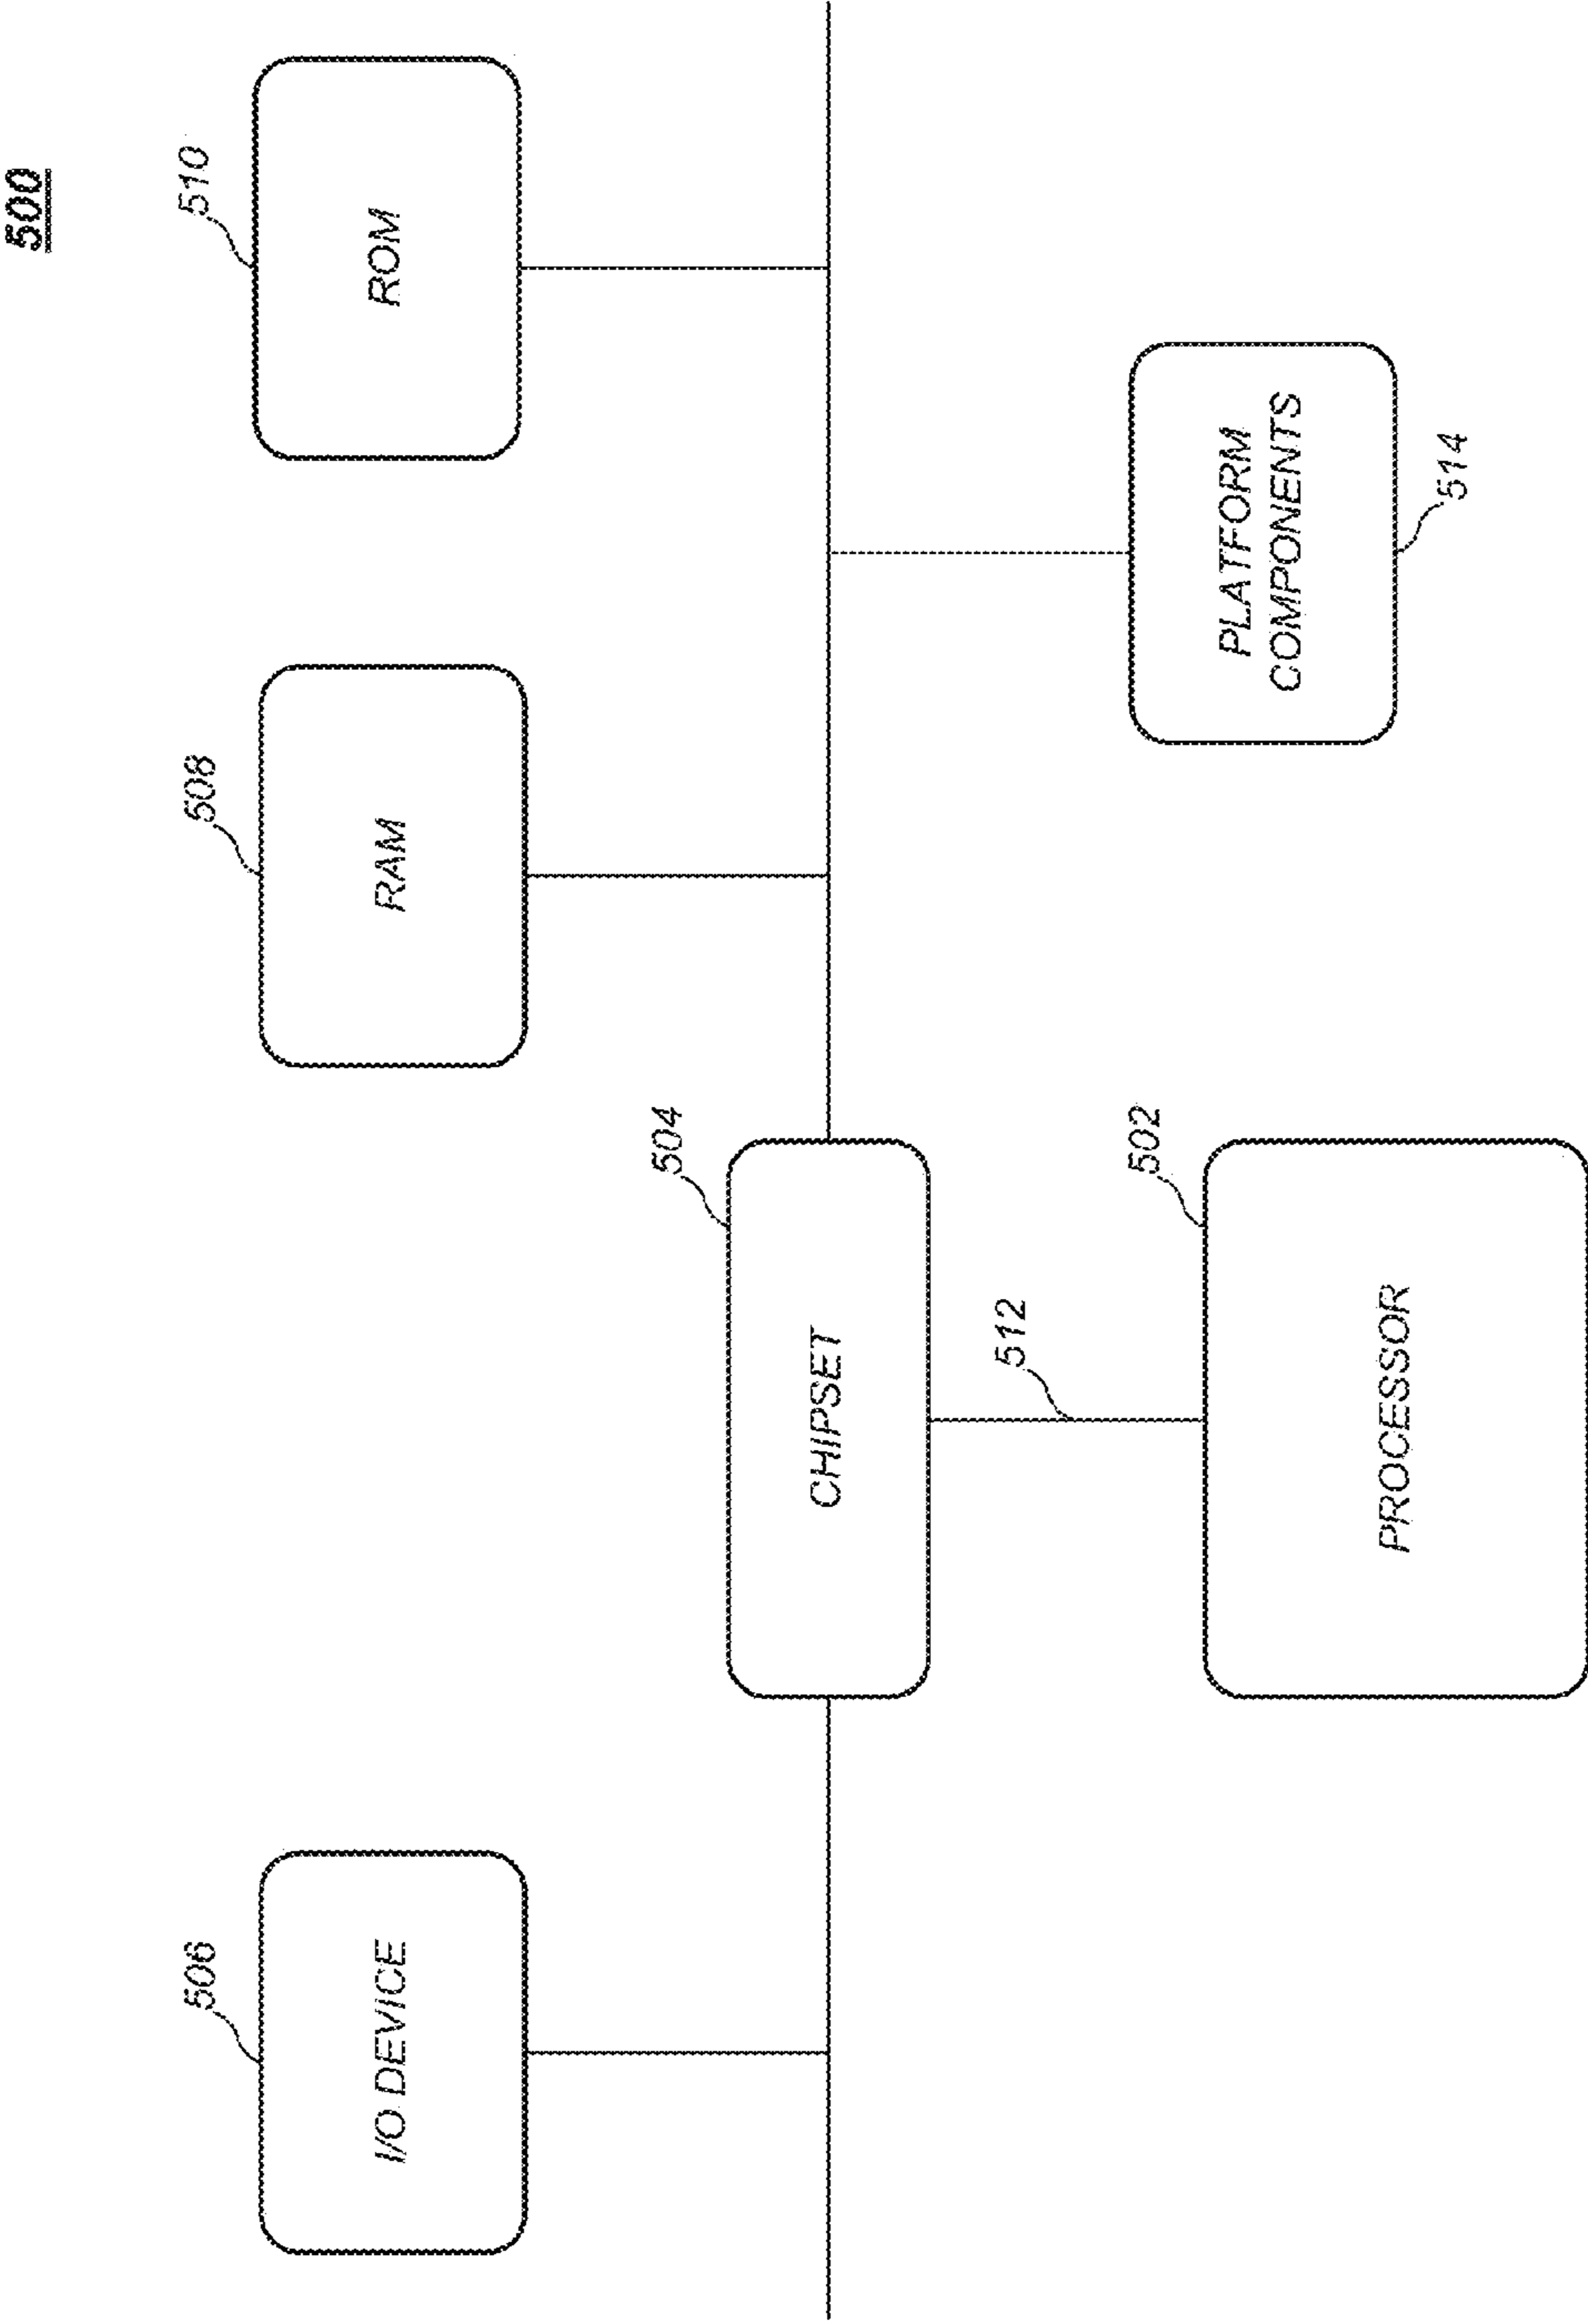 500
506
508
510
I/O DEVICE
RAM
ROM
504
CHIPSET
512
502
PROCESSOR
PLATFORM
COMPONENTS
514